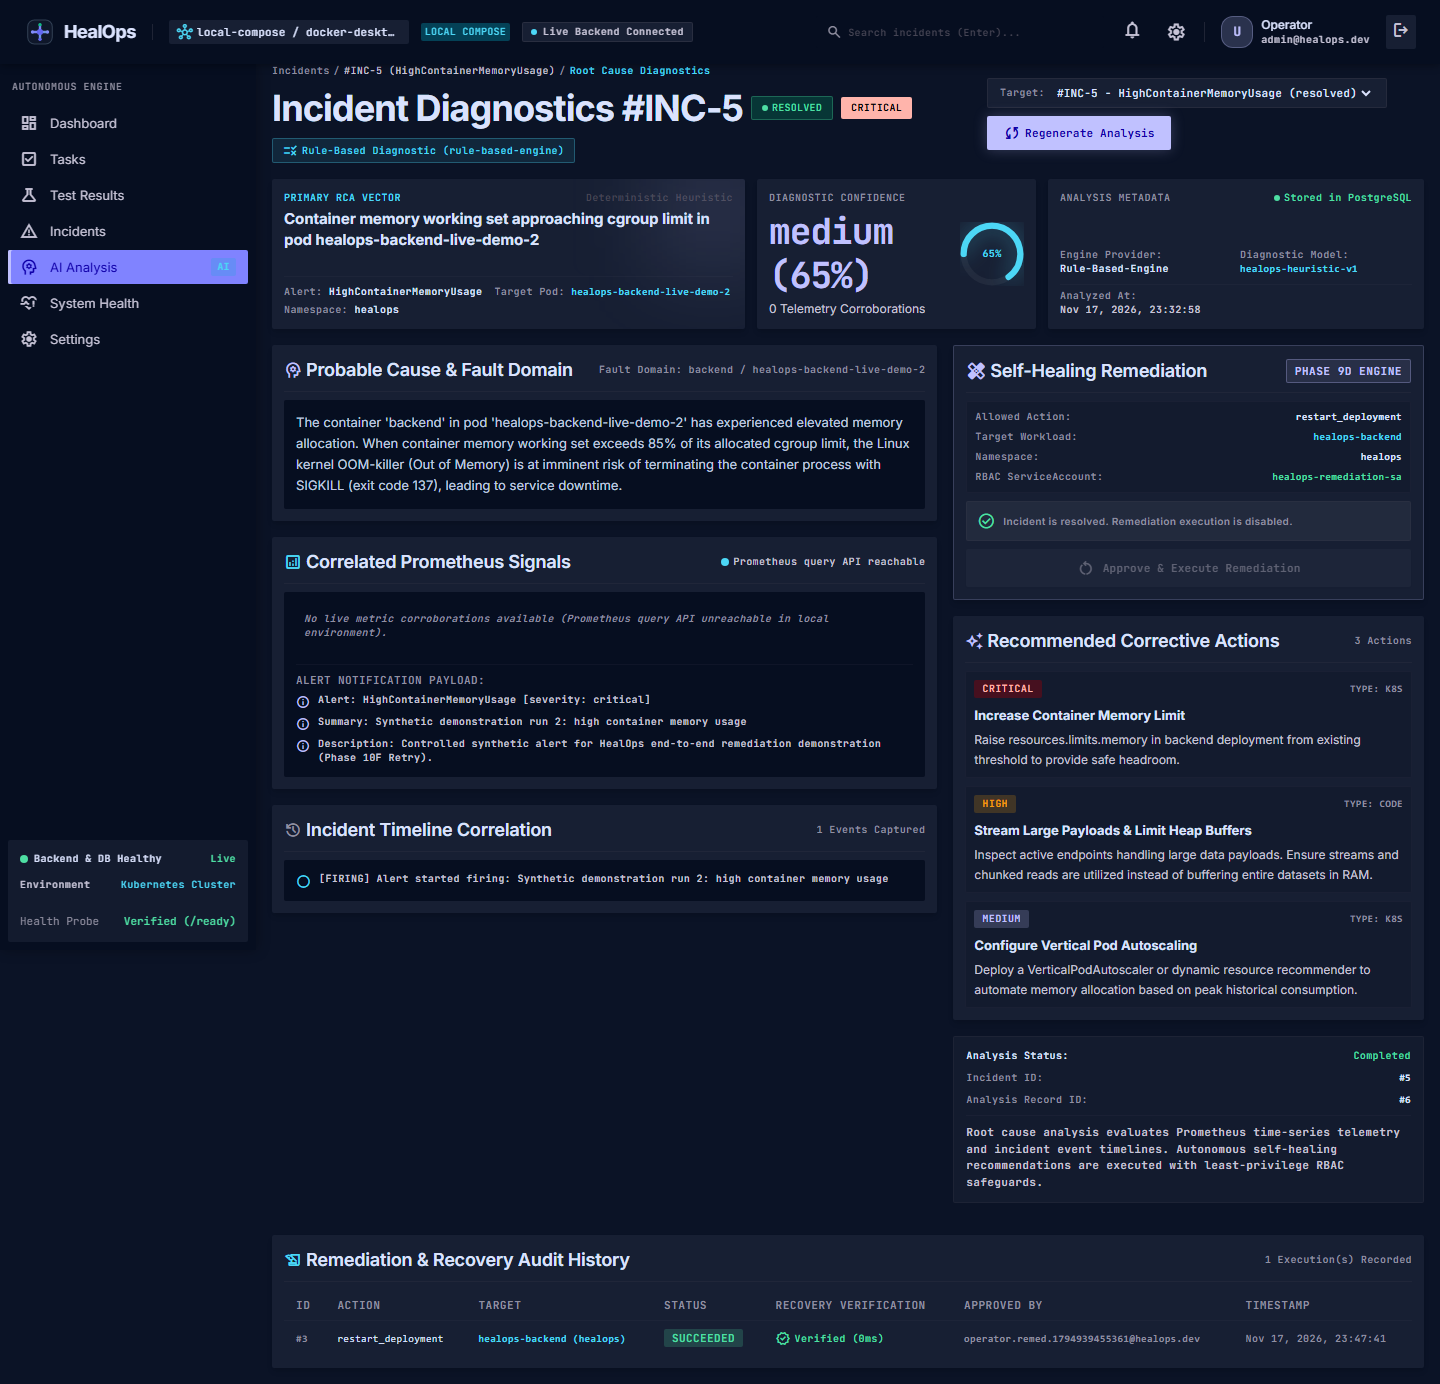 HealOps
local-compose / docker-deskt…
LOCAL COMPOSE
Live Backend Connected
Search incidents (Enter)...
U
Operator
admin@healops.dev
AUTONOMOUS ENGINE
Dashboard
Tasks
Test Results
Incidents
AI Analysis
AI
System Health
Settings
Backend & DB Healthy
Live
Environment
Kubernetes Cluster
Health Probe
Verified (/ready)
Incidents / #INC-5 (HighContainerMemoryUsage) / Root Cause Diagnostics
Incident Diagnostics #INC-5
RESOLVED
CRITICAL
Rule-Based Diagnostic (rule-based-engine)
Target: #INC-5 - HighContainerMemoryUsage (resolved)
Regenerate Analysis
PRIMARY RCA VECTOR
Deterministic Heuristic
Container memory working set approaching cgroup limit in
pod healops-backend-live-demo-2
Alert: HighContainerMemoryUsage Target Pod: healops-backend-live-demo-2
Namespace: healops
DIAGNOSTIC CONFIDENCE
medium
(65%)
65%
0 Telemetry Corroborations
ANALYSIS METADATA
Stored in PostgreSQL
Engine Provider:
Rule-Based-Engine
Diagnostic Model:
healops-heuristic-v1
Analyzed At:
Nov 17, 2026, 23:32:58
Probable Cause & Fault Domain
Fault Domain: backend / healops-backend-live-demo-2
The container 'backend' in pod 'healops-backend-live-demo-2' has experienced elevated memory
allocation. When container memory working set exceeds 85% of its allocated cgroup limit, the Linux
kernel OOM-killer (Out of Memory) is at imminent risk of terminating the container process with
SIGKILL (exit code 137), leading to service downtime.
Correlated Prometheus Signals
Prometheus query API reachable
No live metric corroborations available (Prometheus query API unreachable in local
environment).
ALERT NOTIFICATION PAYLOAD:
Alert: HighContainerMemoryUsage [severity: critical]
Summary: Synthetic demonstration run 2: high container memory usage
Description: Controlled synthetic alert for HealOps end-to-end remediation demonstration
(Phase 10F Retry).
Incident Timeline Correlation
1 Events Captured
[FIRING] Alert started firing: Synthetic demonstration run 2: high container memory usage
Self-Healing Remediation
PHASE 9D ENGINE
Allowed Action:
restart_deployment
Target Workload:
healops-backend
Namespace:
healops
RBAC ServiceAccount:
healops-remediation-sa
Incident is resolved. Remediation execution is disabled.
Approve & Execute Remediation
Recommended Corrective Actions
3 Actions
CRITICAL
TYPE: K8S
Increase Container Memory Limit
Raise resources.limits.memory in backend deployment from existing
threshold to provide safe headroom.
HIGH
TYPE: CODE
Stream Large Payloads & Limit Heap Buffers
Inspect active endpoints handling large data payloads. Ensure streams and
chunked reads are utilized instead of buffering entire datasets in RAM.
MEDIUM
TYPE: K8S
Configure Vertical Pod Autoscaling
Deploy a VerticalPodAutoscaler or dynamic resource recommender to
automate memory allocation based on peak historical consumption.
Analysis Status:
Completed
Incident ID:
#5
Analysis Record ID:
#6
Root cause analysis evaluates Prometheus time-series telemetry
and incident event timelines. Autonomous self-healing
recommendations are executed with least-privilege RBAC
safeguards.
Remediation & Recovery Audit History
1 Execution(s) Recorded
ID ACTION TARGET STATUS RECOVERY VERIFICATION APPROVED BY TIMESTAMP
#3 restart_deployment healops-backend (healops) SUCCEEDED Verified (0ms) operator.remed.1794939455361@healops.dev Nov 17, 2026, 23:47:41